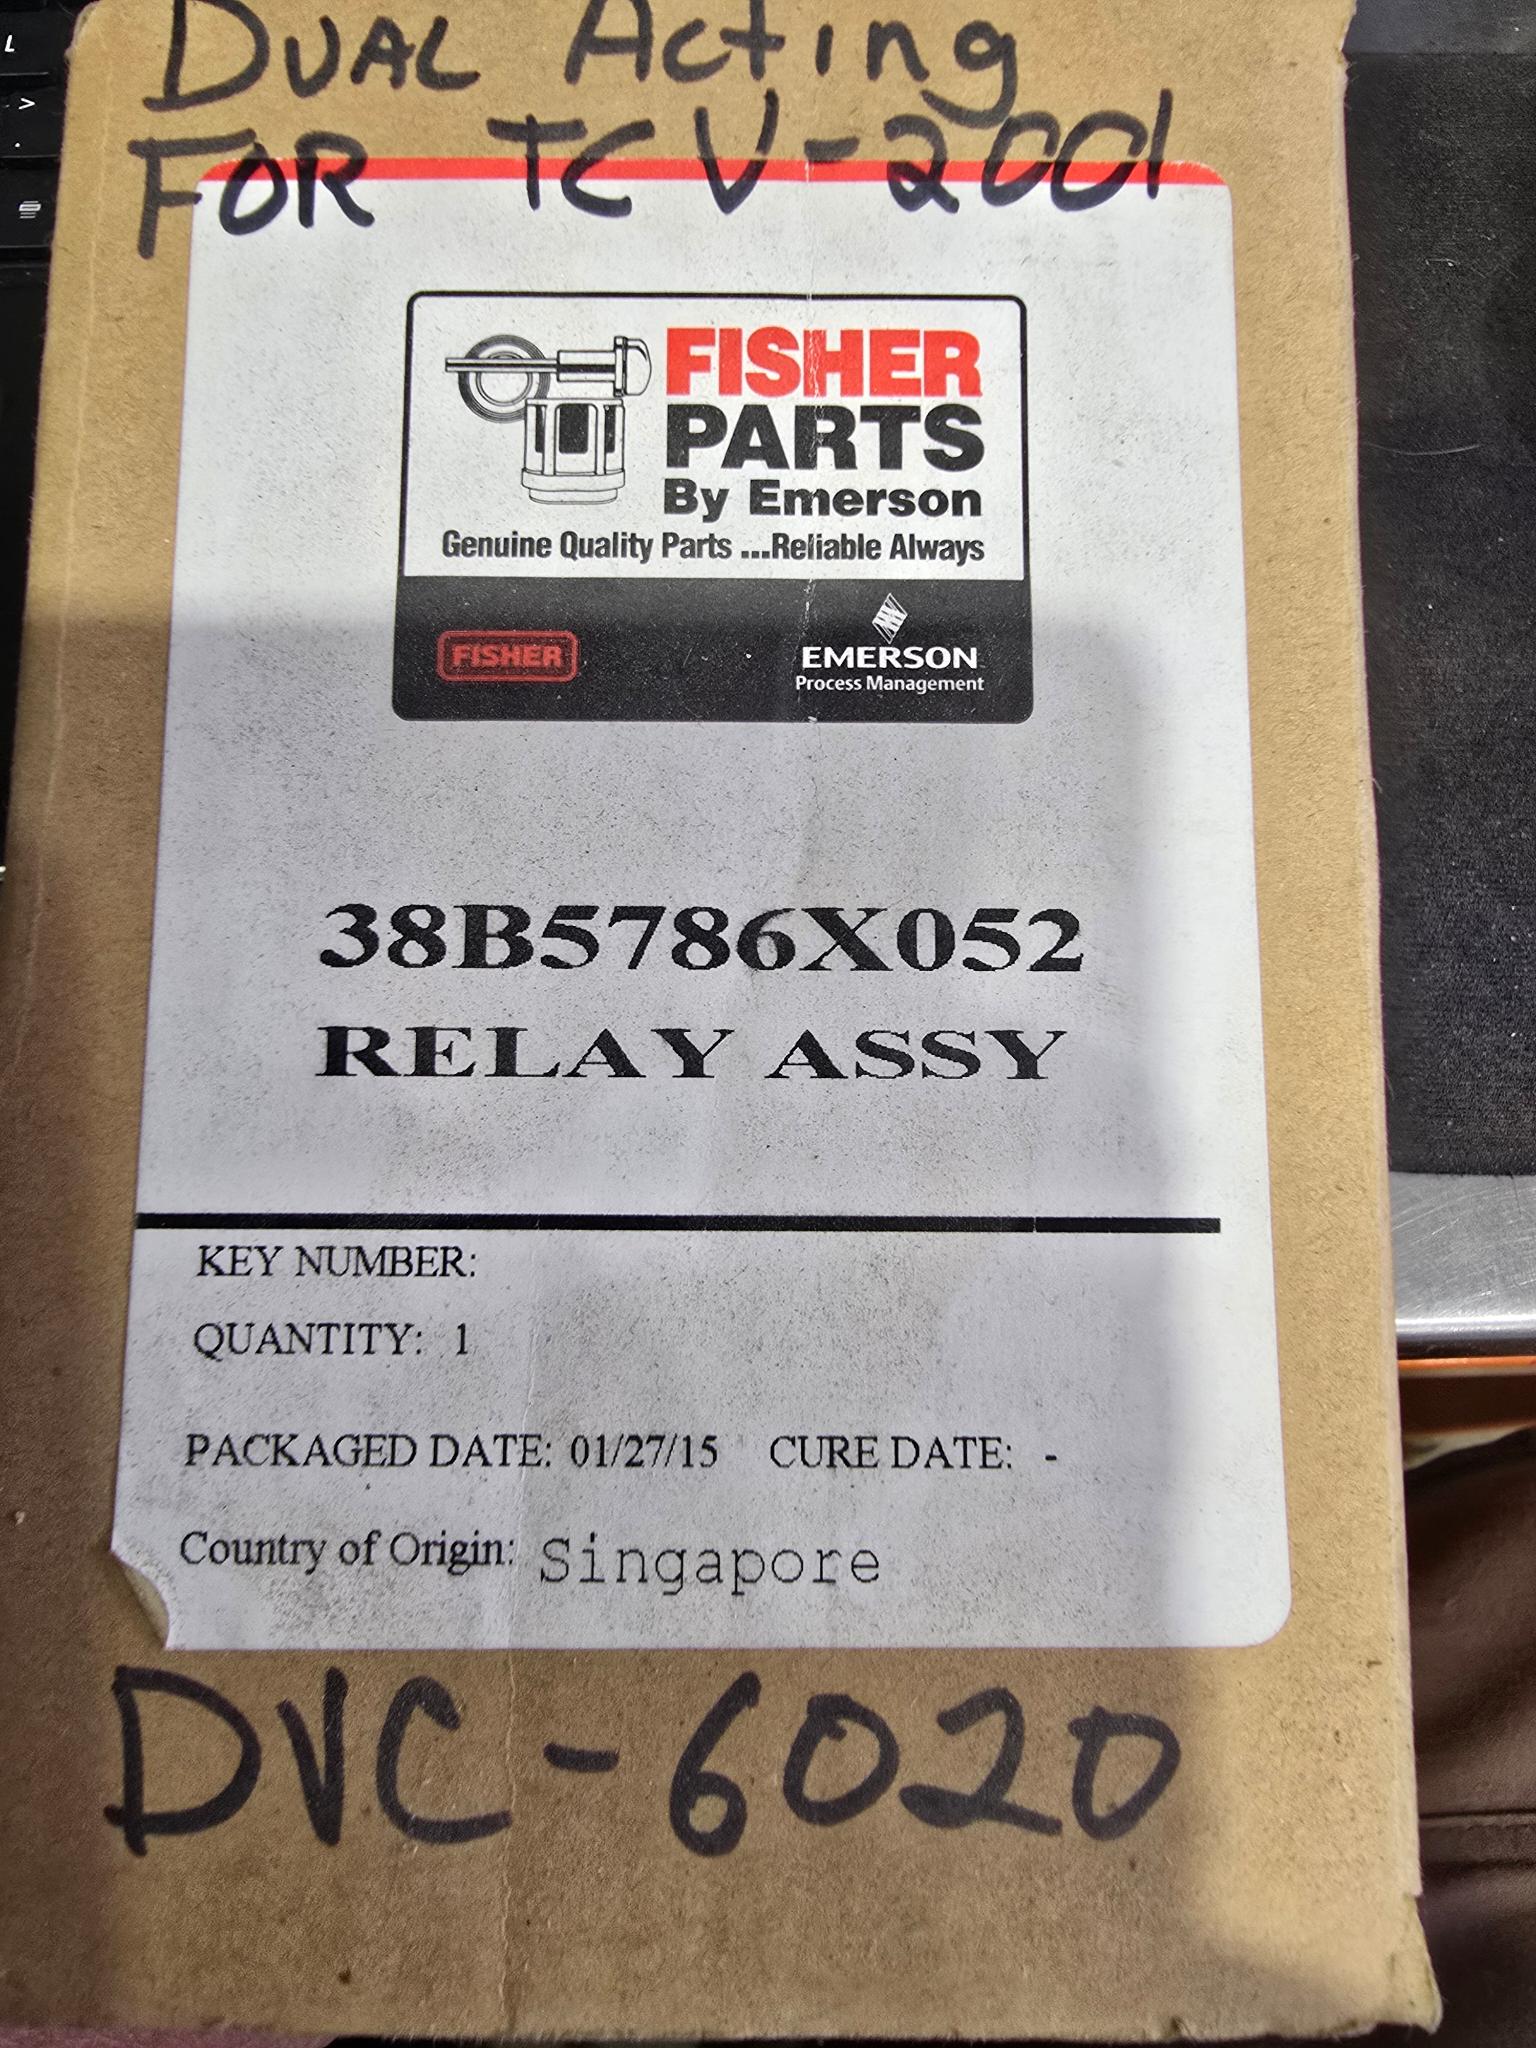 DUAL Acting
FOR TCV-2001
FISHER
PARTS
By Emerson
Genuine Quality Parts ...Reliable Always
FISHER
EMERSON
Process Management
38B5786X052
RELAY ASSY
KEY NUMBER:
QUANTITY: 1
PACKAGED DATE: 01/27/15 CURE DATE: -
Country of Origin: Singapore
DVC-6020
L
>